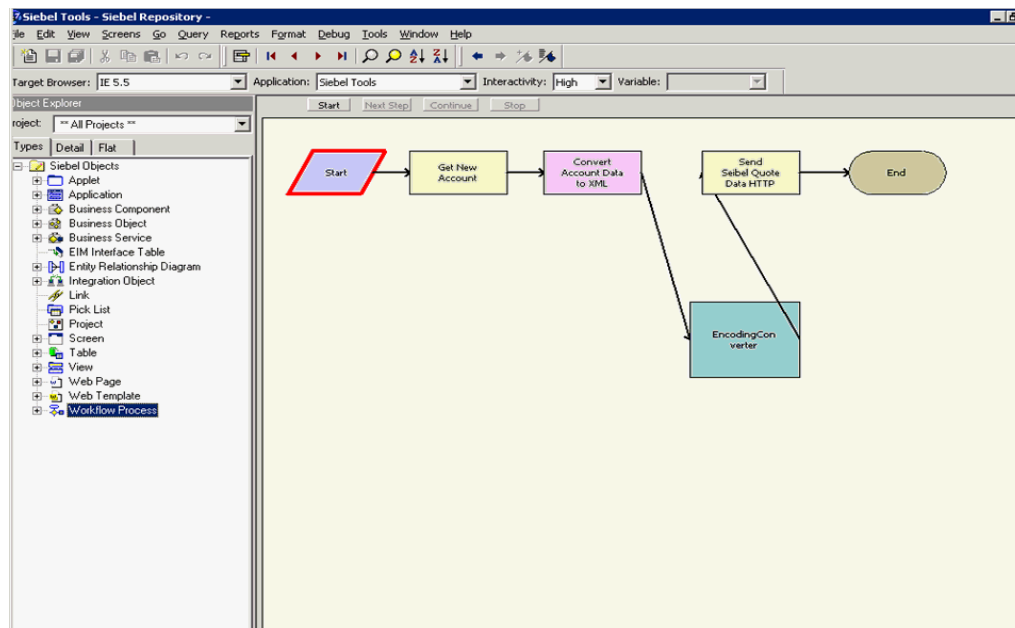 Siebel Tools - Siebel Repository -
ile Edit View Screens Go Query Reports Format Debug Tools Window Help
Target Browser: IE 5.5 Application: Siebel Tools Interactivity: High Variable:
bject Explorer
Start Next Step Continue Stop
roject: ** All Projects **
Types Detail Flat
Siebel Objects
Applet
Application
Business Component
Business Object
Business Service
EIM Interface Table
Entity Relationship Diagram
Integration Object
Link
Pick List
Project
Screen
Table
View
Web Page
Web Template
Workflow Process
Start
Get New
Account
Convert
Account Data
to XML
Send
Seibel Quote
Data HTTP
End
EncodingCon
verter